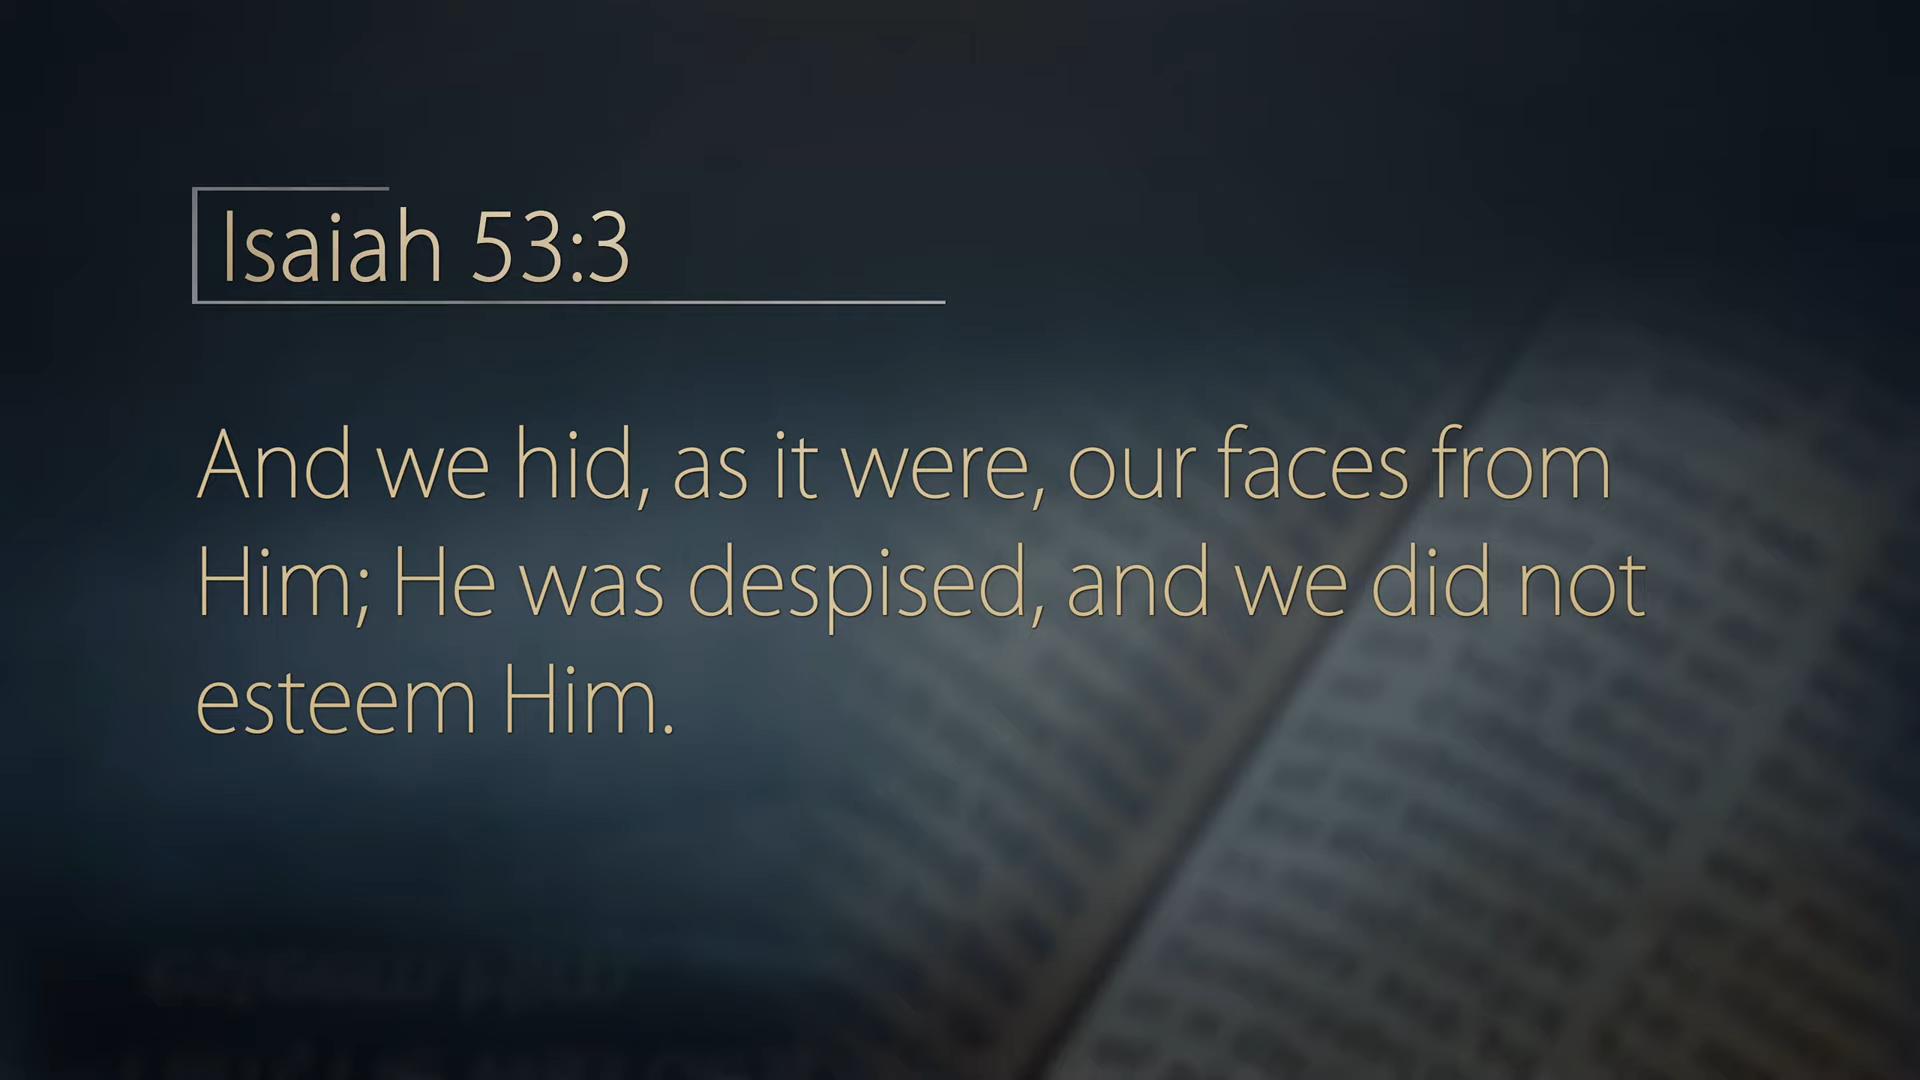 Isaiah 53:3
And we hid, as it were, our faces from
Him; He was despised, and we did not
esteem Him.